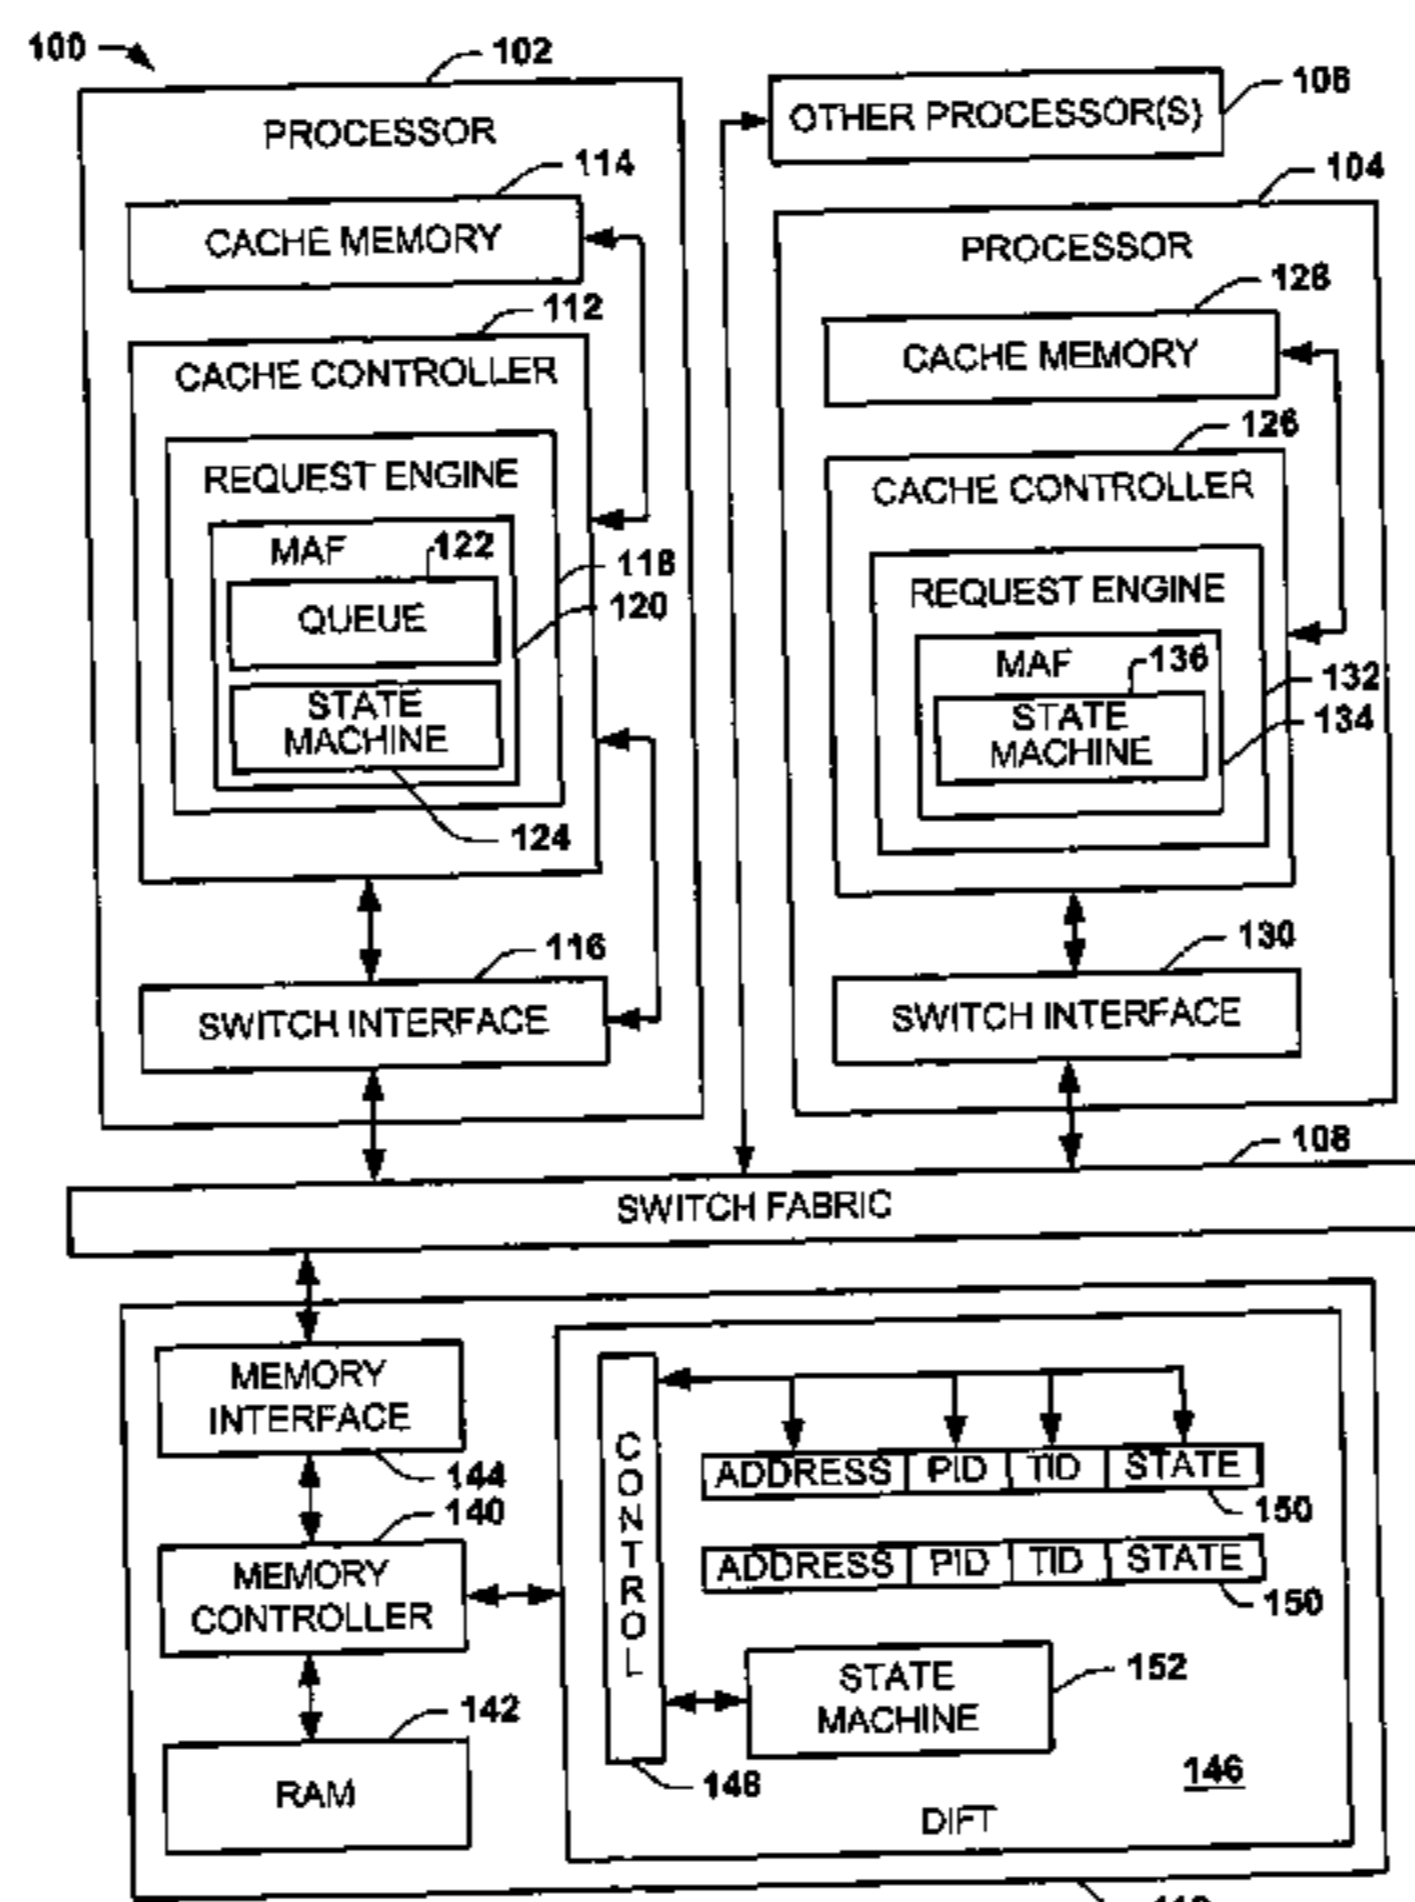 100
102
PROCESSOR
114
CACHE MEMORY
112
CACHE CONTROLLER
REQUEST ENGINE
MAF
122
118
QUEUE
120
STATE
MACHINE
124
116
SWITCH INTERFACE
OTHER PROCESSOR(S)
106
104
PROCESSOR
128
CACHE MEMORY
126
CACHE CONTROLLER
REQUEST ENGINE
MAF
136
132
STATE
MACHINE
134
130
SWITCH INTERFACE
108
SWITCH FABRIC
MEMORY
INTERFACE
144
140
MEMORY
CONTROLLER
142
RAM
CONTROL
ADDRESS PID TID STATE
150
ADDRESS PID TID STATE
150
STATE
MACHINE
152
148
146
DIFT